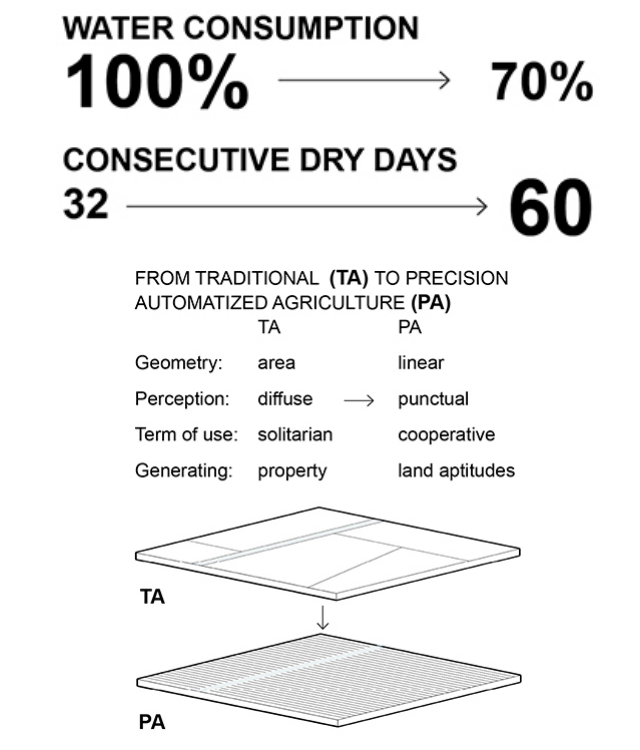 WATER CONSUMPTION
100% 70%
CONSECUTIVE DRY DAYS
32 60
FROM TRADITIONAL (TA) TO PRECISION
AUTOMATIZED AGRICULTURE (PA)
TA PA
Geometry: area linear
Perception: diffuse punctual
Term of use: solitarian cooperative
Generating: property land aptitudes
TA
PA